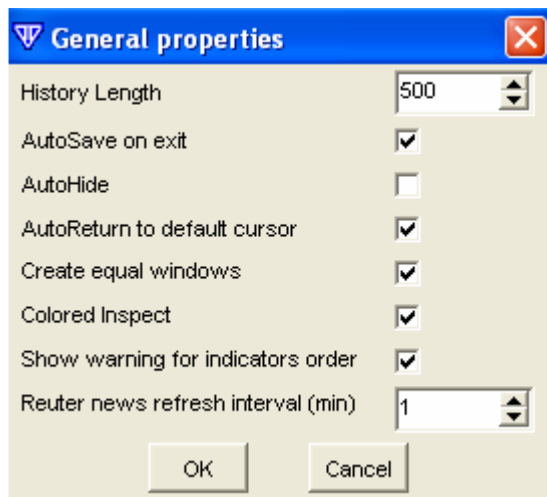 General properties
History Length 500
AutoSave on exit
AutoHide
AutoReturn to default cursor
Create equal windows
Colored Inspect
Show warning for indicators order
Reuter news refresh interval (min) 1
OK Cancel